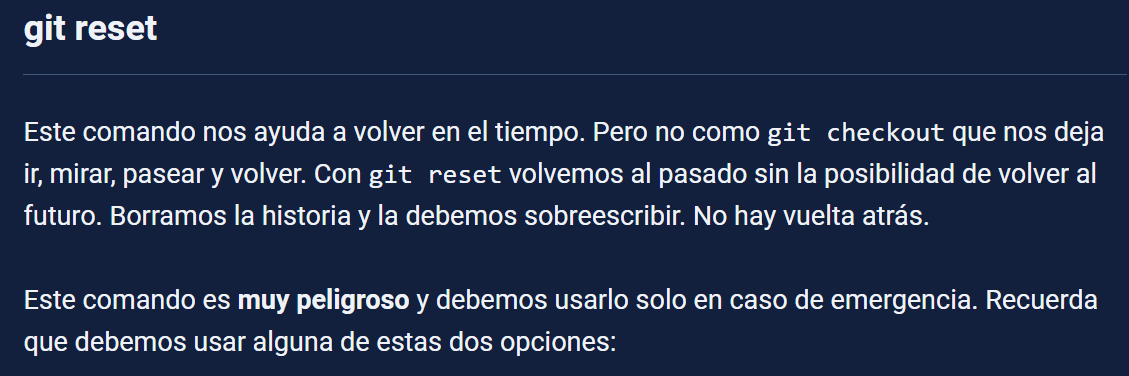 git reset
Este comando nos ayuda a volver en el tiempo. Pero no como git checkout que nos deja
ir, mirar, pasear y volver. Con git reset volvemos al pasado sin la posibilidad de volver al
futuro. Borramos la historia y la debemos sobreescribir. No hay vuelta atrás.
Este comando es muy peligroso y debemos usarlo solo en caso de emergencia. Recuerda
que debemos usar alguna de estas dos opciones: